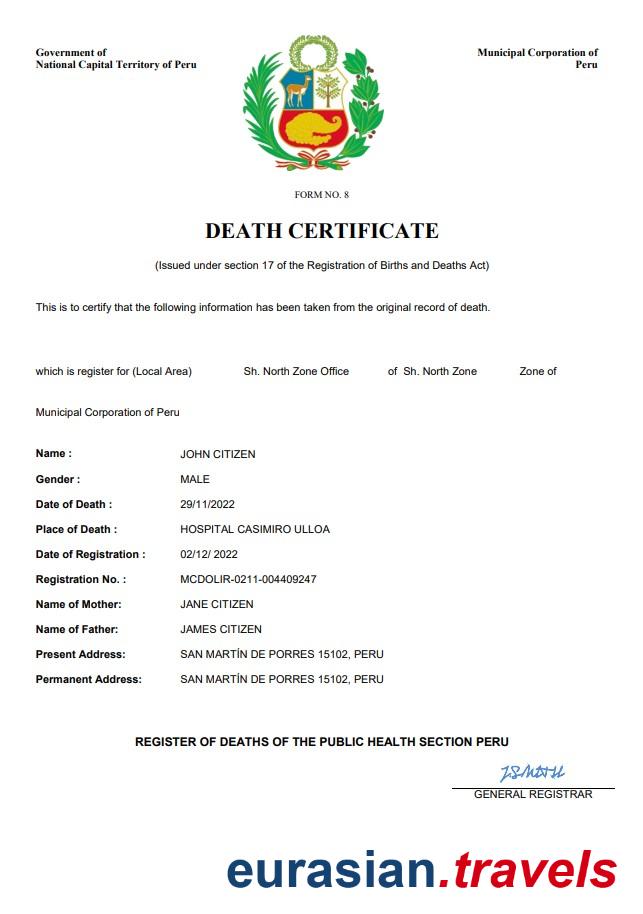 Government of
National Capital Territory of Peru
Municipal Corporation of
Peru
FORM NO. 8
DEATH CERTIFICATE
(Issued under section 17 of the Registration of Births and Deaths Act)
This is to certify that the following information has been taken from the original record of death.
which is register for (Local Area) Sh. North Zone Office of Sh. North Zone Zone of
Municipal Corporation of Peru
Name : JOHN CITIZEN
Gender : MALE
Date of Death : 29/11/2022
Place of Death : HOSPITAL CASIMIRO ULLOA
Date of Registration : 02/12/ 2022
Registration No. : MCDOLIR-0211-004409247
Name of Mother: JANE CITIZEN
Name of Father: JAMES CITIZEN
Present Address: SAN MARTÍN DE PORRES 15102, PERU
Permanent Address: SAN MARTÍN DE PORRES 15102, PERU
REGISTER OF DEATHS OF THE PUBLIC HEALTH SECTION PERU
GENERAL REGISTRAR
eurasian.travels